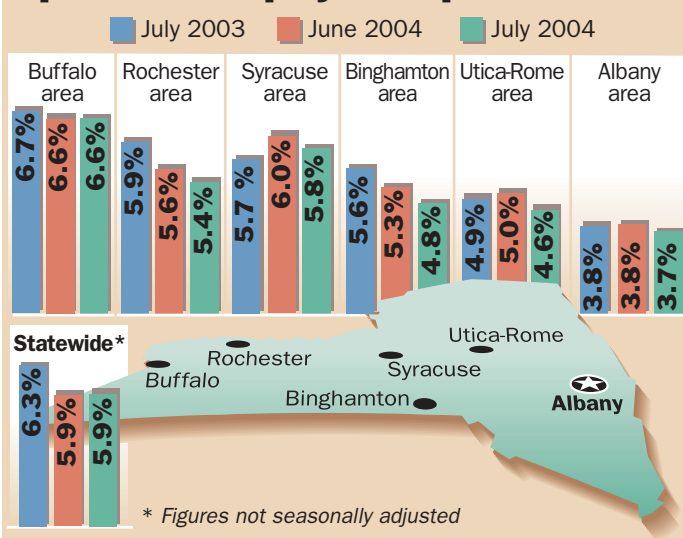 July 2003 June 2004 July 2004
Buffalo area
Rochester area
Syracuse area
Binghamton area
Utica-Rome area
Albany area
6.7% 6.6% 6.6%
5.9% 5.6% 5.4%
5.7 % 6.0% 5.8%
5.6% 5.3% 4.8%
4.9% 5.0% 4.6%
3.8% 3.8% 3.7%
Statewide*
6.3% 5.9% 5.9%
Utica-Rome
Rochester
Syracuse
Buffalo
Binghamton
Albany
* Figures not seasonally adjusted